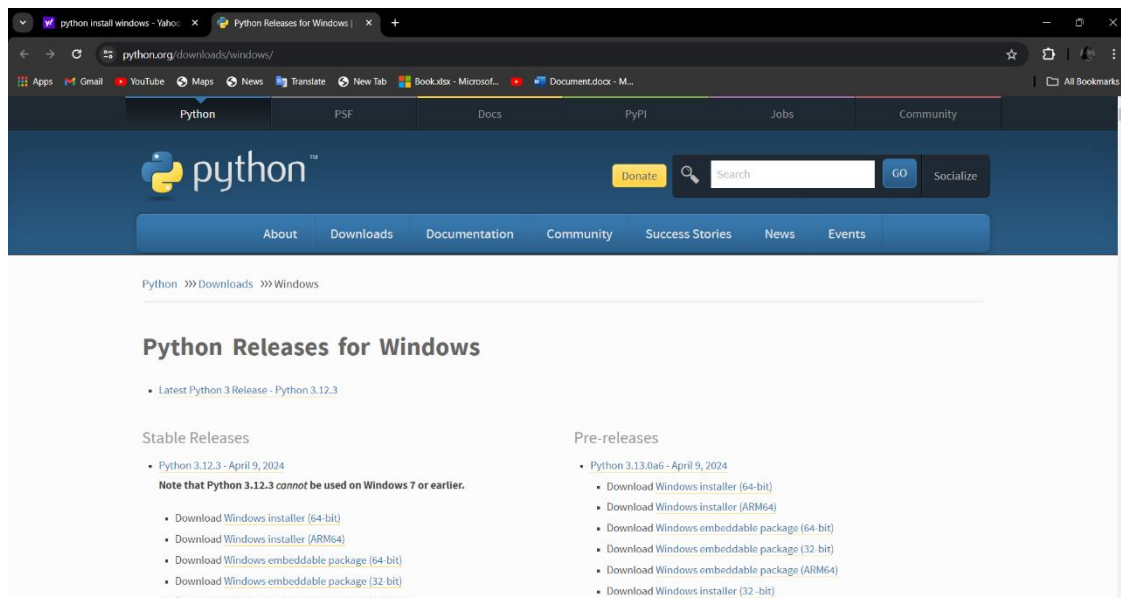 python install windows - Yahoo
Python Releases for Windows |
python.org/downloads/windows/
Apps Gmail YouTube Maps News Translate New Tab Book.xlsx - Microsof... Document.docx - M... All Bookmarks
Python PSF Docs PyPI Jobs Community
python™
Donate Search GO Socialize
About Downloads Documentation Community Success Stories News Events
Python >>> Downloads >>> Windows
Python Releases for Windows
• Latest Python 3 Release - Python 3.12.3
Stable Releases
• Python 3.12.3 - April 9, 2024
Note that Python 3.12.3 cannot be used on Windows 7 or earlier.
• Download Windows installer (64-bit)
• Download Windows installer (ARM64)
• Download Windows embeddable package (64-bit)
• Download Windows embeddable package (32-bit)
Pre-releases
• Python 3.13.0a6 - April 9, 2024
• Download Windows installer (64-bit)
• Download Windows installer (ARM64)
• Download Windows embeddable package (64-bit)
• Download Windows embeddable package (32-bit)
• Download Windows embeddable package (ARM64)
• Download Windows installer (32 -bit)